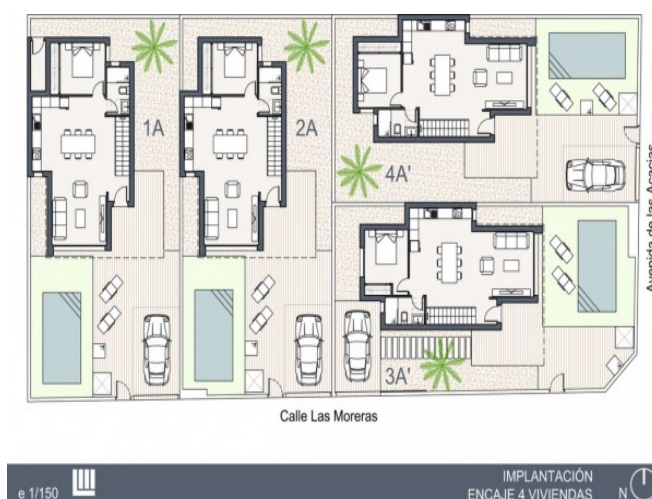 1A
2A
4A'
Avenida de las Acacias
3A'
Calle Las Moreras
e 1/150
IMPLANTACIÓN
ENCAJE 4 VIVIENDAS
N